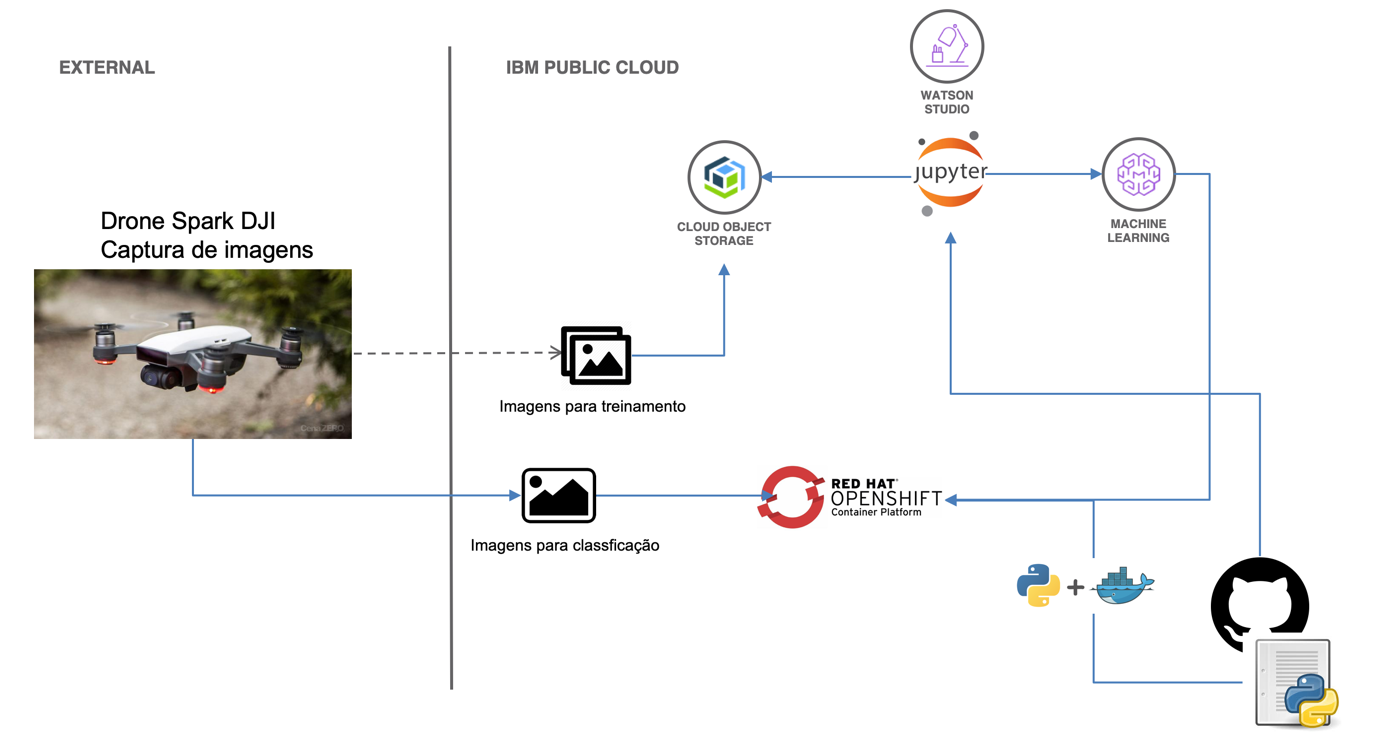 EXTERNAL
IBM PUBLIC CLOUD
WATSON
STUDIO
jupyter
CLOUD OBJECT
STORAGE
MACHINE
LEARNING
Drone Spark DJI
Captura de imagens
Imagens para treinamento
RED HAT®
OPENSHIFT
Container Platform
Imagens para classficação